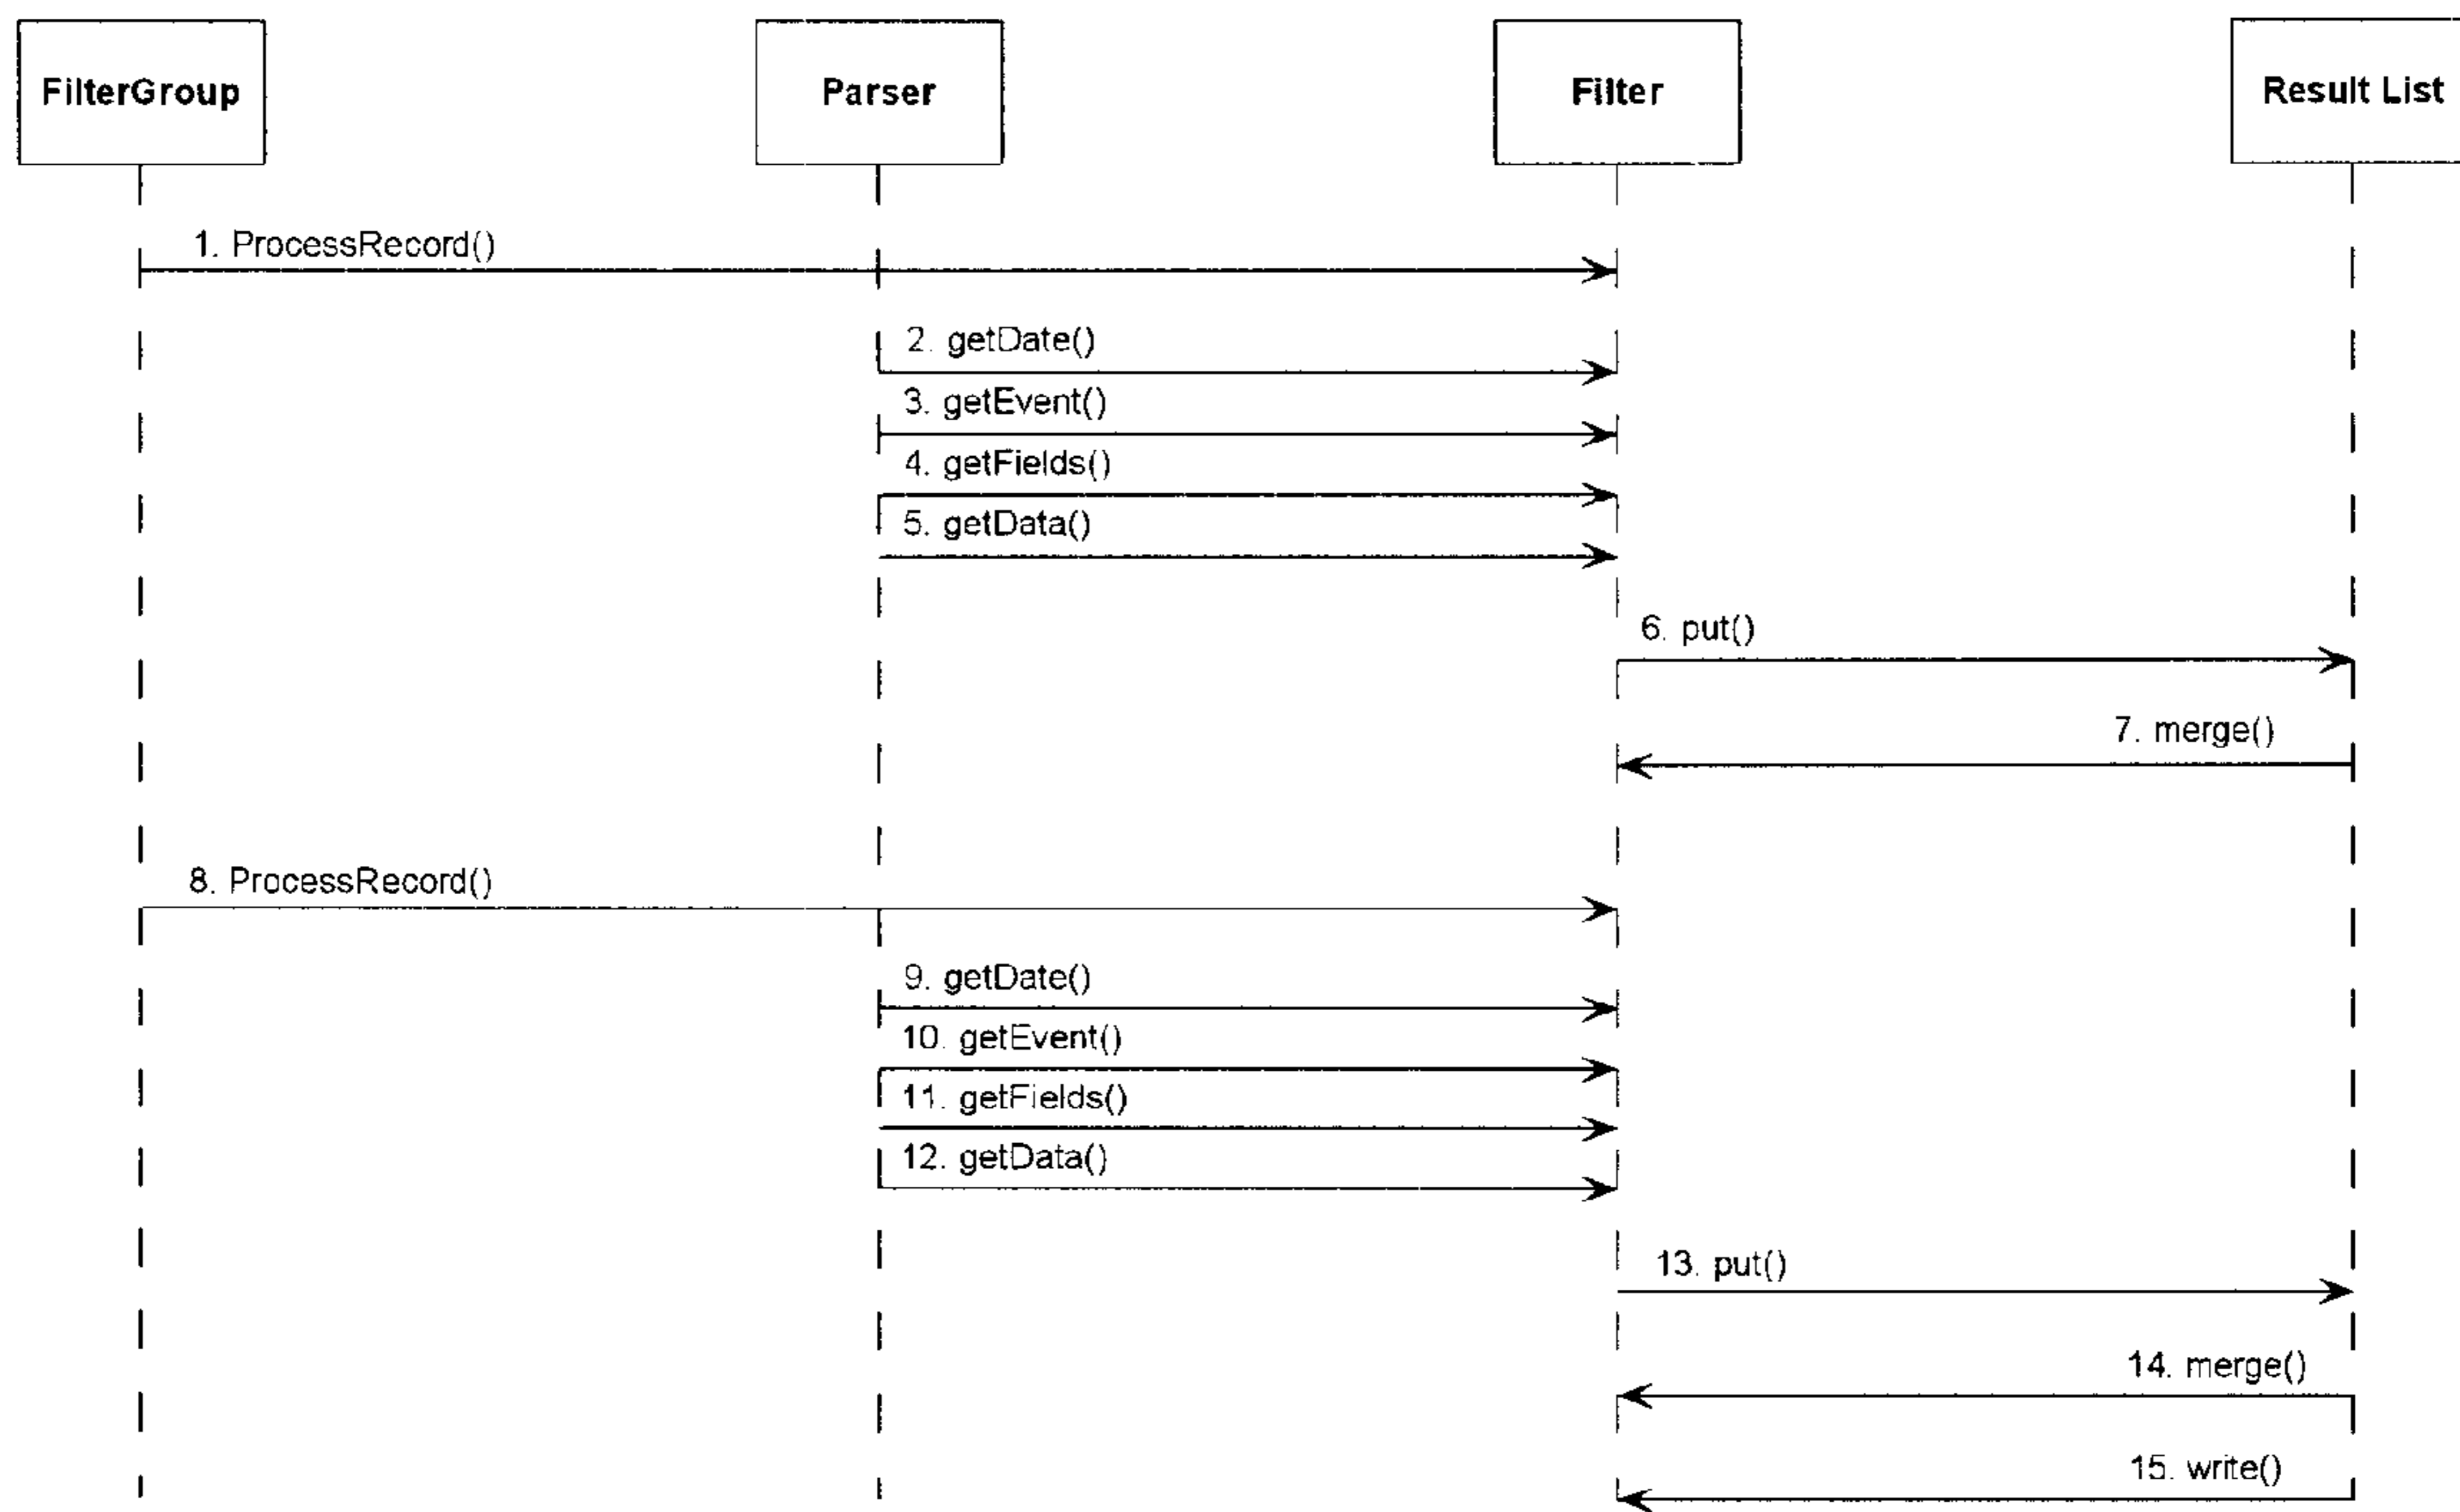 FilterGroup
Parser
Filter
Result List
1. ProcessRecord()
2. getDate()
3. getEvent()
4. getFields()
5. getData()
6. put()
7. merge()
8. ProcessRecord()
9. getDate()
10. getEvent()
11. getFields()
12. getData()
13. put()
14. merge()
15. write()